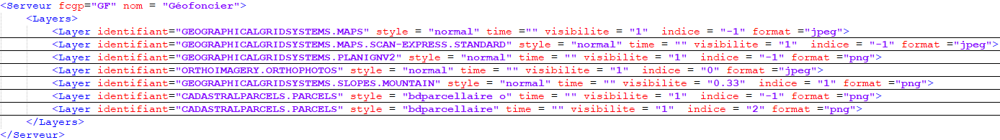 <Serveur fcgp="GF" nom = "Géofoncier">
<Layers>
<Layer identifiant="GEOGRAPHICALGRIDSYSTEMS.MAPS" style = "normal" time ="" visibilite = "1"  indice = "-1" format ="jpeg">
<Layer identifiant="GEOGRAPHICALGRIDSYSTEMS.MAPS.SCAN-EXPRESS.STANDARD" style = "normal" time = "" visibilite = "1"  indice = "-1" format ="jpeg">
<Layer identifiant="GEOGRAPHICALGRIDSYSTEMS.PLANIGNV2" style = "normal" time = "" visibilite = "1"  indice = "-1" format ="png">
<Layer identifiant="ORTHOIMAGERY.ORTHOPHOTOS" style = "normal" time = "" visibilite = "1"  indice = "0" format ="jpeg">
<Layer identifiant="GEOGRAPHICALGRIDSYSTEMS.SLOPES.MOUNTAIN" style = "normal" time = "" visibilite = "0.33"  indice = "1" format ="png">
<Layer identifiant="CADASTRALPARCELS.PARCELS" style = "bdparcellaire o" time = "" visibilite = "1"  indice = "-1" format ="png">
<Layer identifiant="CADASTRALPARCELS.PARCELS" style = "bdparcellaire" time = "" visibilite = "1"  indice = "2" format ="png">
</Layers>
</Serveur>